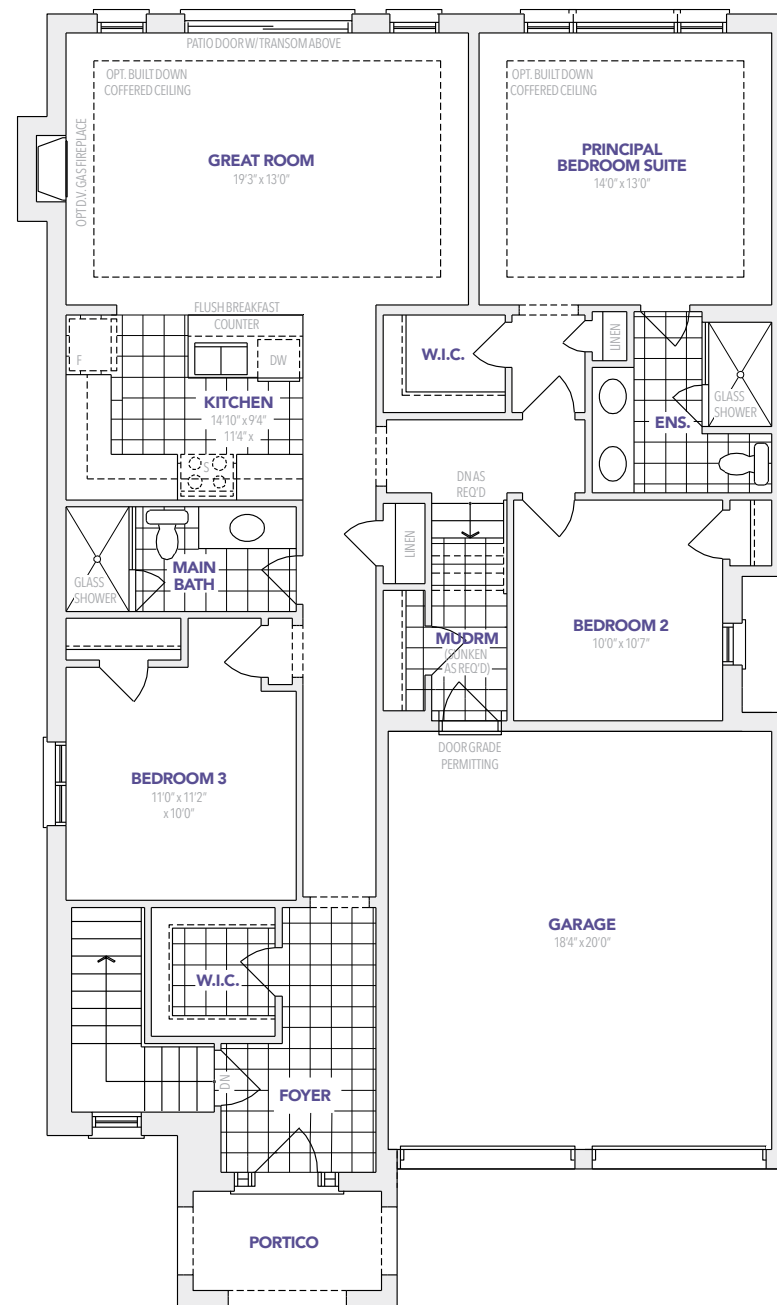 PATIO DOOR W/ TRANSOM ABOVE
OPT. BUILT DOWN
COFFERED CEILING
OPT. BUILT DOWN
COFFERED CEILING
OPT D.V. GAS FIREPLACE
GREAT ROOM
19'3" x 13'0"
PRINCIPAL
BEDROOM SUITE
14'0" x 13'0"
FLUSH BREAKFAST
COUNTER
F
DW
KITCHEN
14'10" x 9'4"
11'4" x
S
W.I.C.
LINEN
GLASS
SHOWER
ENS.
DN AS
REQ'D
LINEN
MAIN
BATH
GLASS
SHOWER
MUDRM
(SUNKEN
AS REQ'D)
BEDROOM 2
10'0" x 10'7"
DOOR GRADE
PERMITTING
BEDROOM 3
11'0" x 11'2"
x 10'0"
GARAGE
18'4" x 20'0"
W.I.C.
DN
FOYER
PORTICO